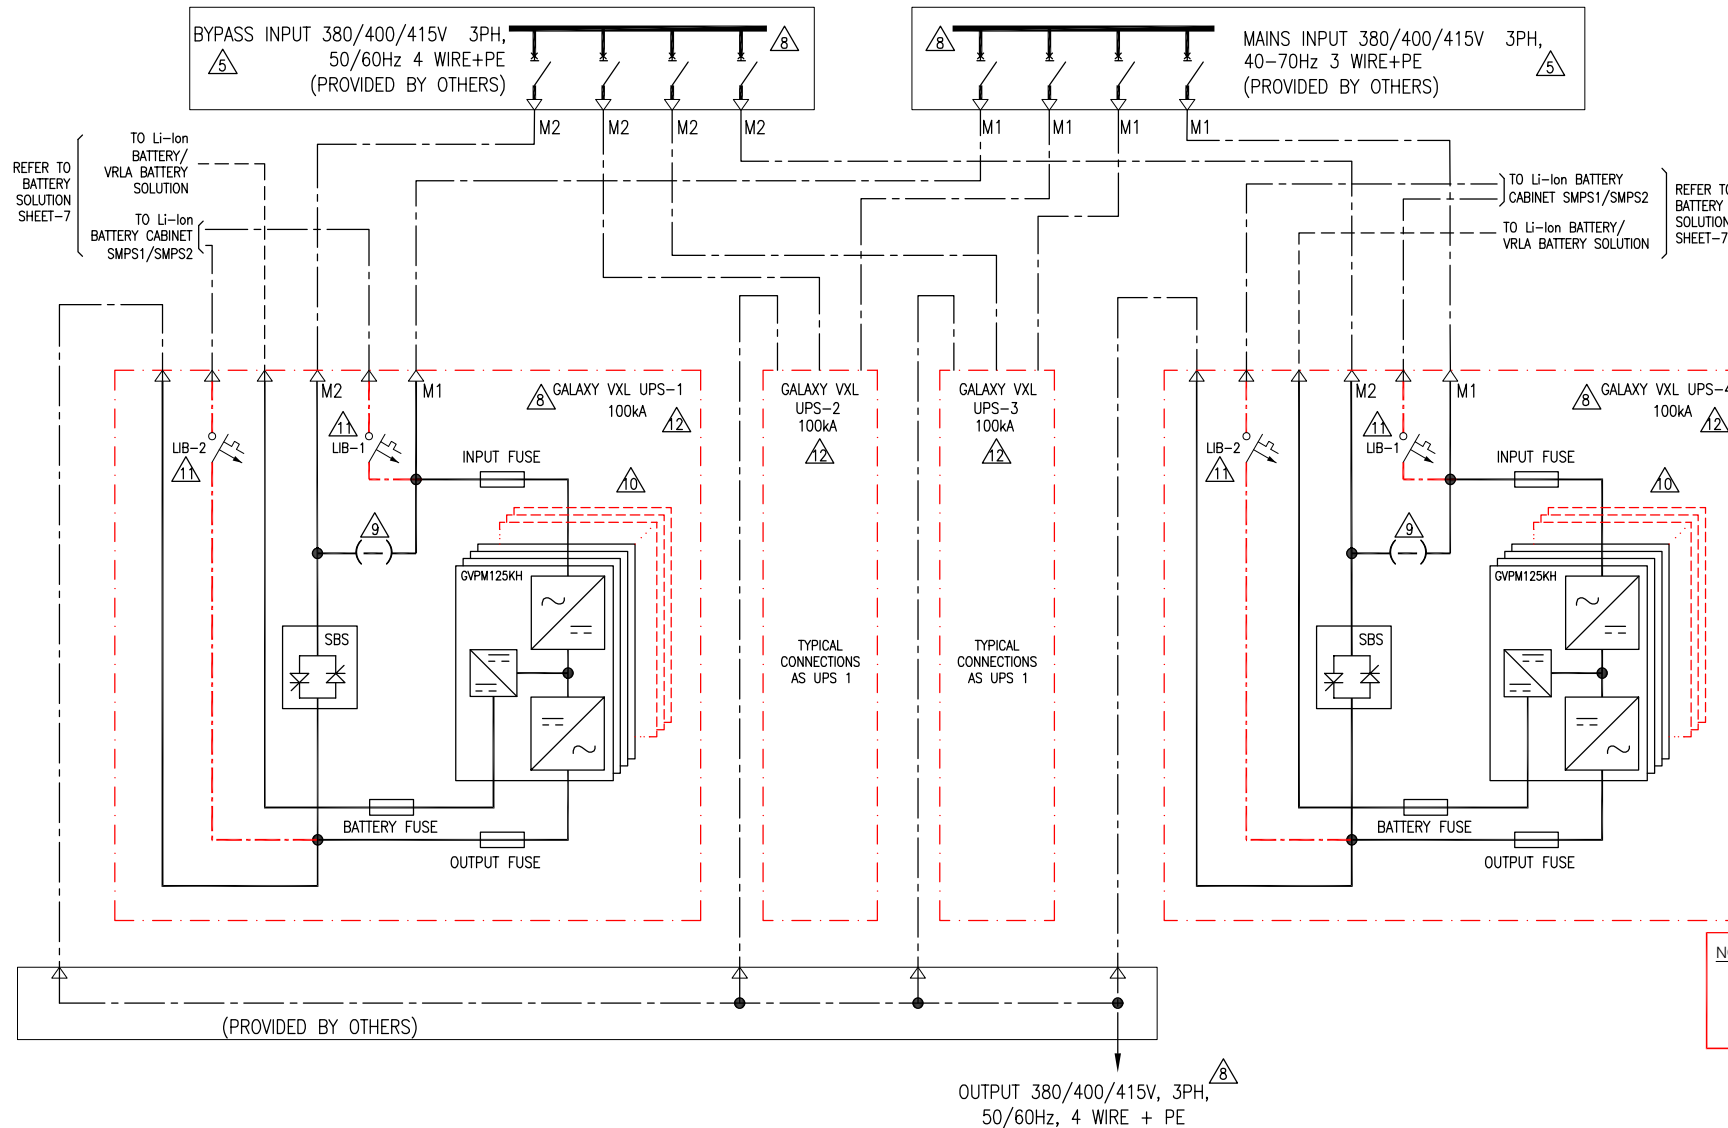 BYPASS INPUT 380/400/415V 3PH,
50/60Hz 4 WIRE+PE
(PROVIDED BY OTHERS)
5
8
8
MAINS INPUT 380/400/415V 3PH,
40-70Hz 3 WIRE+PE
(PROVIDED BY OTHERS)
5
M2
M2
M2
M2
M1
M1
M1
M1
REFER TO
BATTERY
SOLUTION
SHEET-7
TO Li-Ion
BATTERY/
VRLA BATTERY
SOLUTION
TO Li-Ion
BATTERY CABINET
SMPS1/SMPS2
TO Li-Ion BATTERY
CABINET SMPS1/SMPS2
TO Li-Ion BATTERY/
VRLA BATTERY SOLUTION
REFER TO
BATTERY
SOLUTION
SHEET-7
M2
M1
8
GALAXY VXL UPS-1
100kA
12
LIB-2
11
11
LIB-1
INPUT FUSE
10
9
GVPM125KH
SBS
BATTERY FUSE
OUTPUT FUSE
GALAXY VXL
UPS-2
100kA
12
TYPICAL
CONNECTIONS
AS UPS 1
GALAXY VXL
UPS-3
100kA
12
TYPICAL
CONNECTIONS
AS UPS 1
M2
M1
8
GALAXY VXL UPS-4
100kA
12
LIB-2
11
11
LIB-1
INPUT FUSE
10
9
GVPM125KH
SBS
BATTERY FUSE
OUTPUT FUSE
(PROVIDED BY OTHERS)
8
OUTPUT 380/400/415V, 3PH,
50/60Hz, 4 WIRE + PE